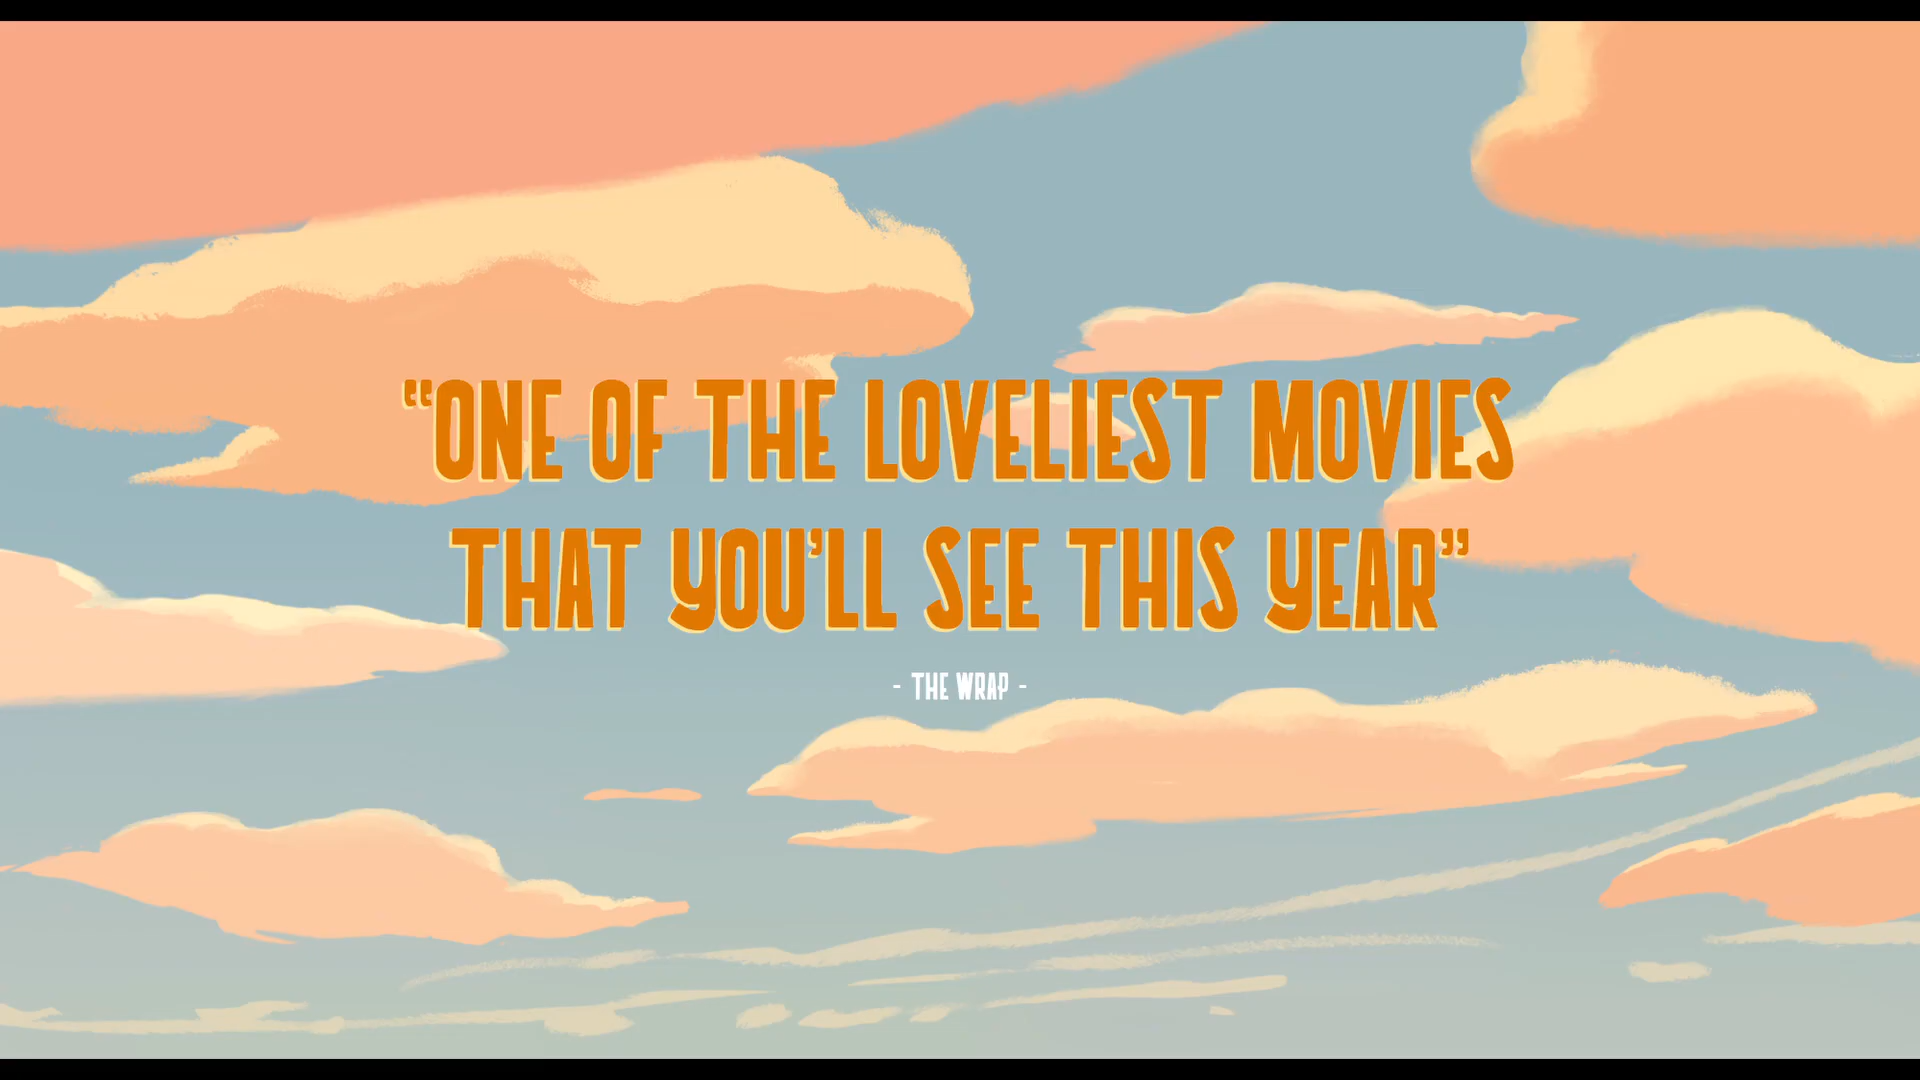 “ONE OF THE LOVELIEST MOVIES
THAT YOU’LL SEE THIS YEAR”
- THE WRAP -